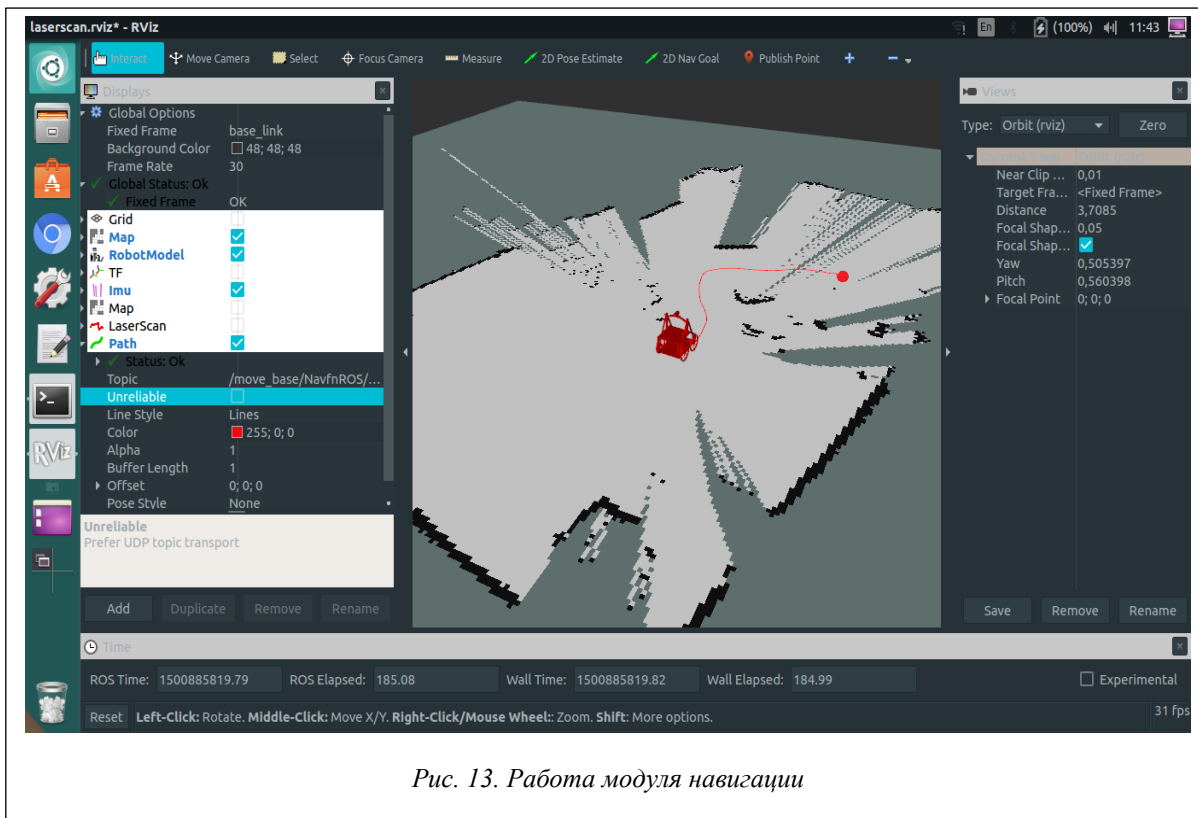 laserscan.rviz* - RViz
En (100%) 11:43
Interact Move Camera Select Focus Camera Measure 2D Pose Estimate 2D Nav Goal Publish Point
Displays
Global Options
Fixed Frame base_link
Background Color 48; 48; 48
Frame Rate 30
Global Status: Ok
Fixed Frame OK
Grid
Map
RobotModel
TF
Imu
Map
LaserScan
Path
Status: Ok
Topic /move_base/NavfnROS/...
Unreliable
Line Style Lines
Color 255; 0; 0
Alpha 1
Buffer Length 1
Offset 0; 0; 0
Pose Style None
Unreliable
Prefer UDP topic transport
Add Duplicate Remove Rename
Views
Type: Orbit (rviz) Zero
Current View Orbit (rviz)
Near Clip ... 0,01
Target Fra... <Fixed Frame>
Distance 3,7085
Focal Shap... 0,05
Focal Shap...
Yaw 0,505397
Pitch 0,560398
Focal Point 0; 0; 0
Save Remove Rename
RViz
Time
ROS Time: 1500885819.79 ROS Elapsed: 185.08 Wall Time: 1500885819.82 Wall Elapsed: 184.99 Experimental
Reset Left-Click: Rotate. Middle-Click: Move X/Y. Right-Click/Mouse Wheel:: Zoom. Shift: More options. 31 fps
Рис. 13. Работа модуля навигации